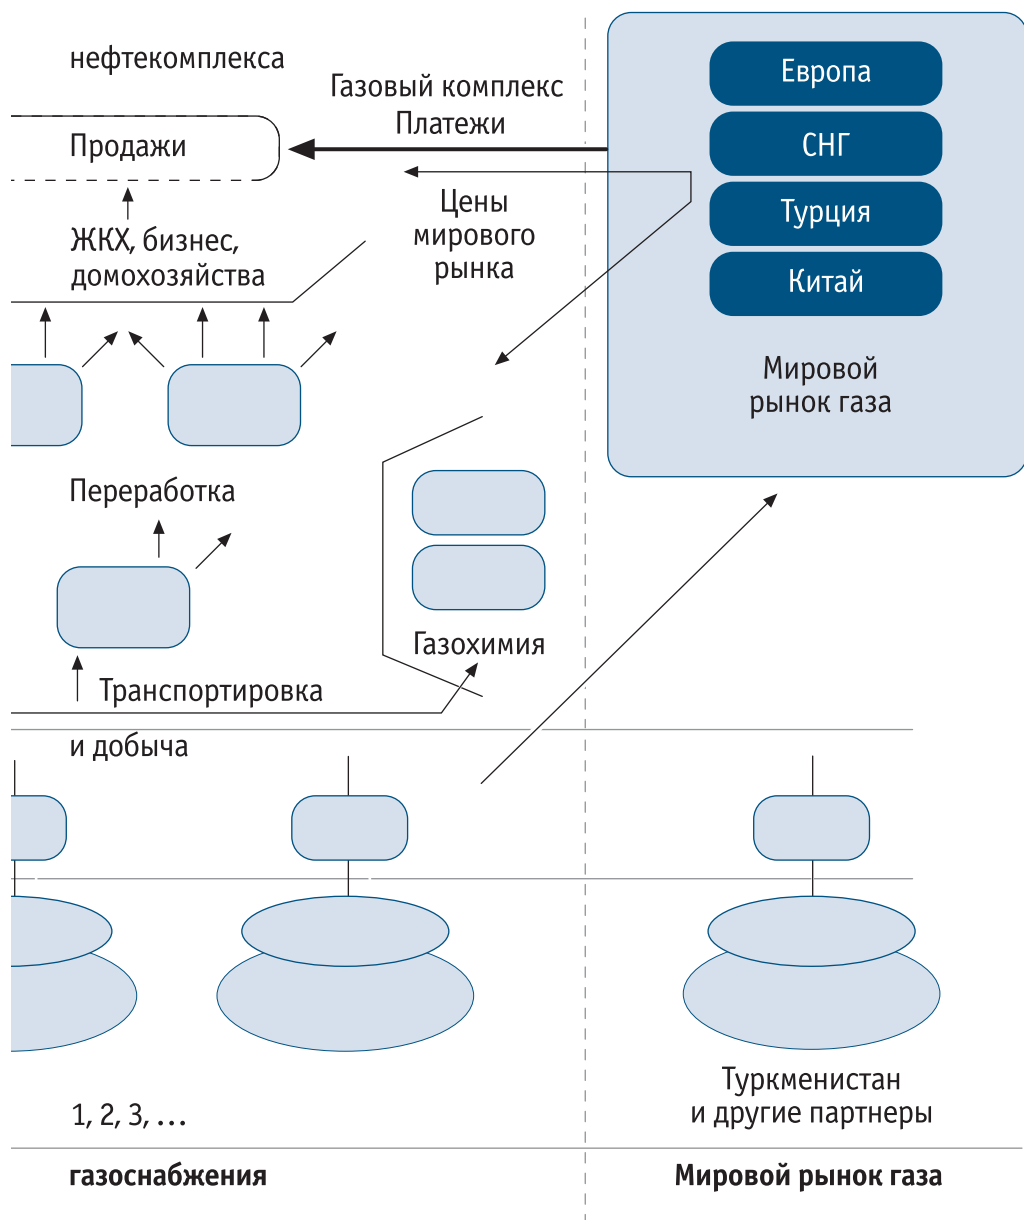 нефтекомплекса
Газовый комплекс
Платежи
Продажи
ЖКХ, бизнес,
домохозяйства
Цены
мирового
рынка
Европа
СНГ
Турция
Китай
Мировой
рынок газа
Переработка
Газохимия
Транспортировка
и добыча
Туркменистан
и другие партнеры
1, 2, 3, ...
газоснабжения
Мировой рынок газа